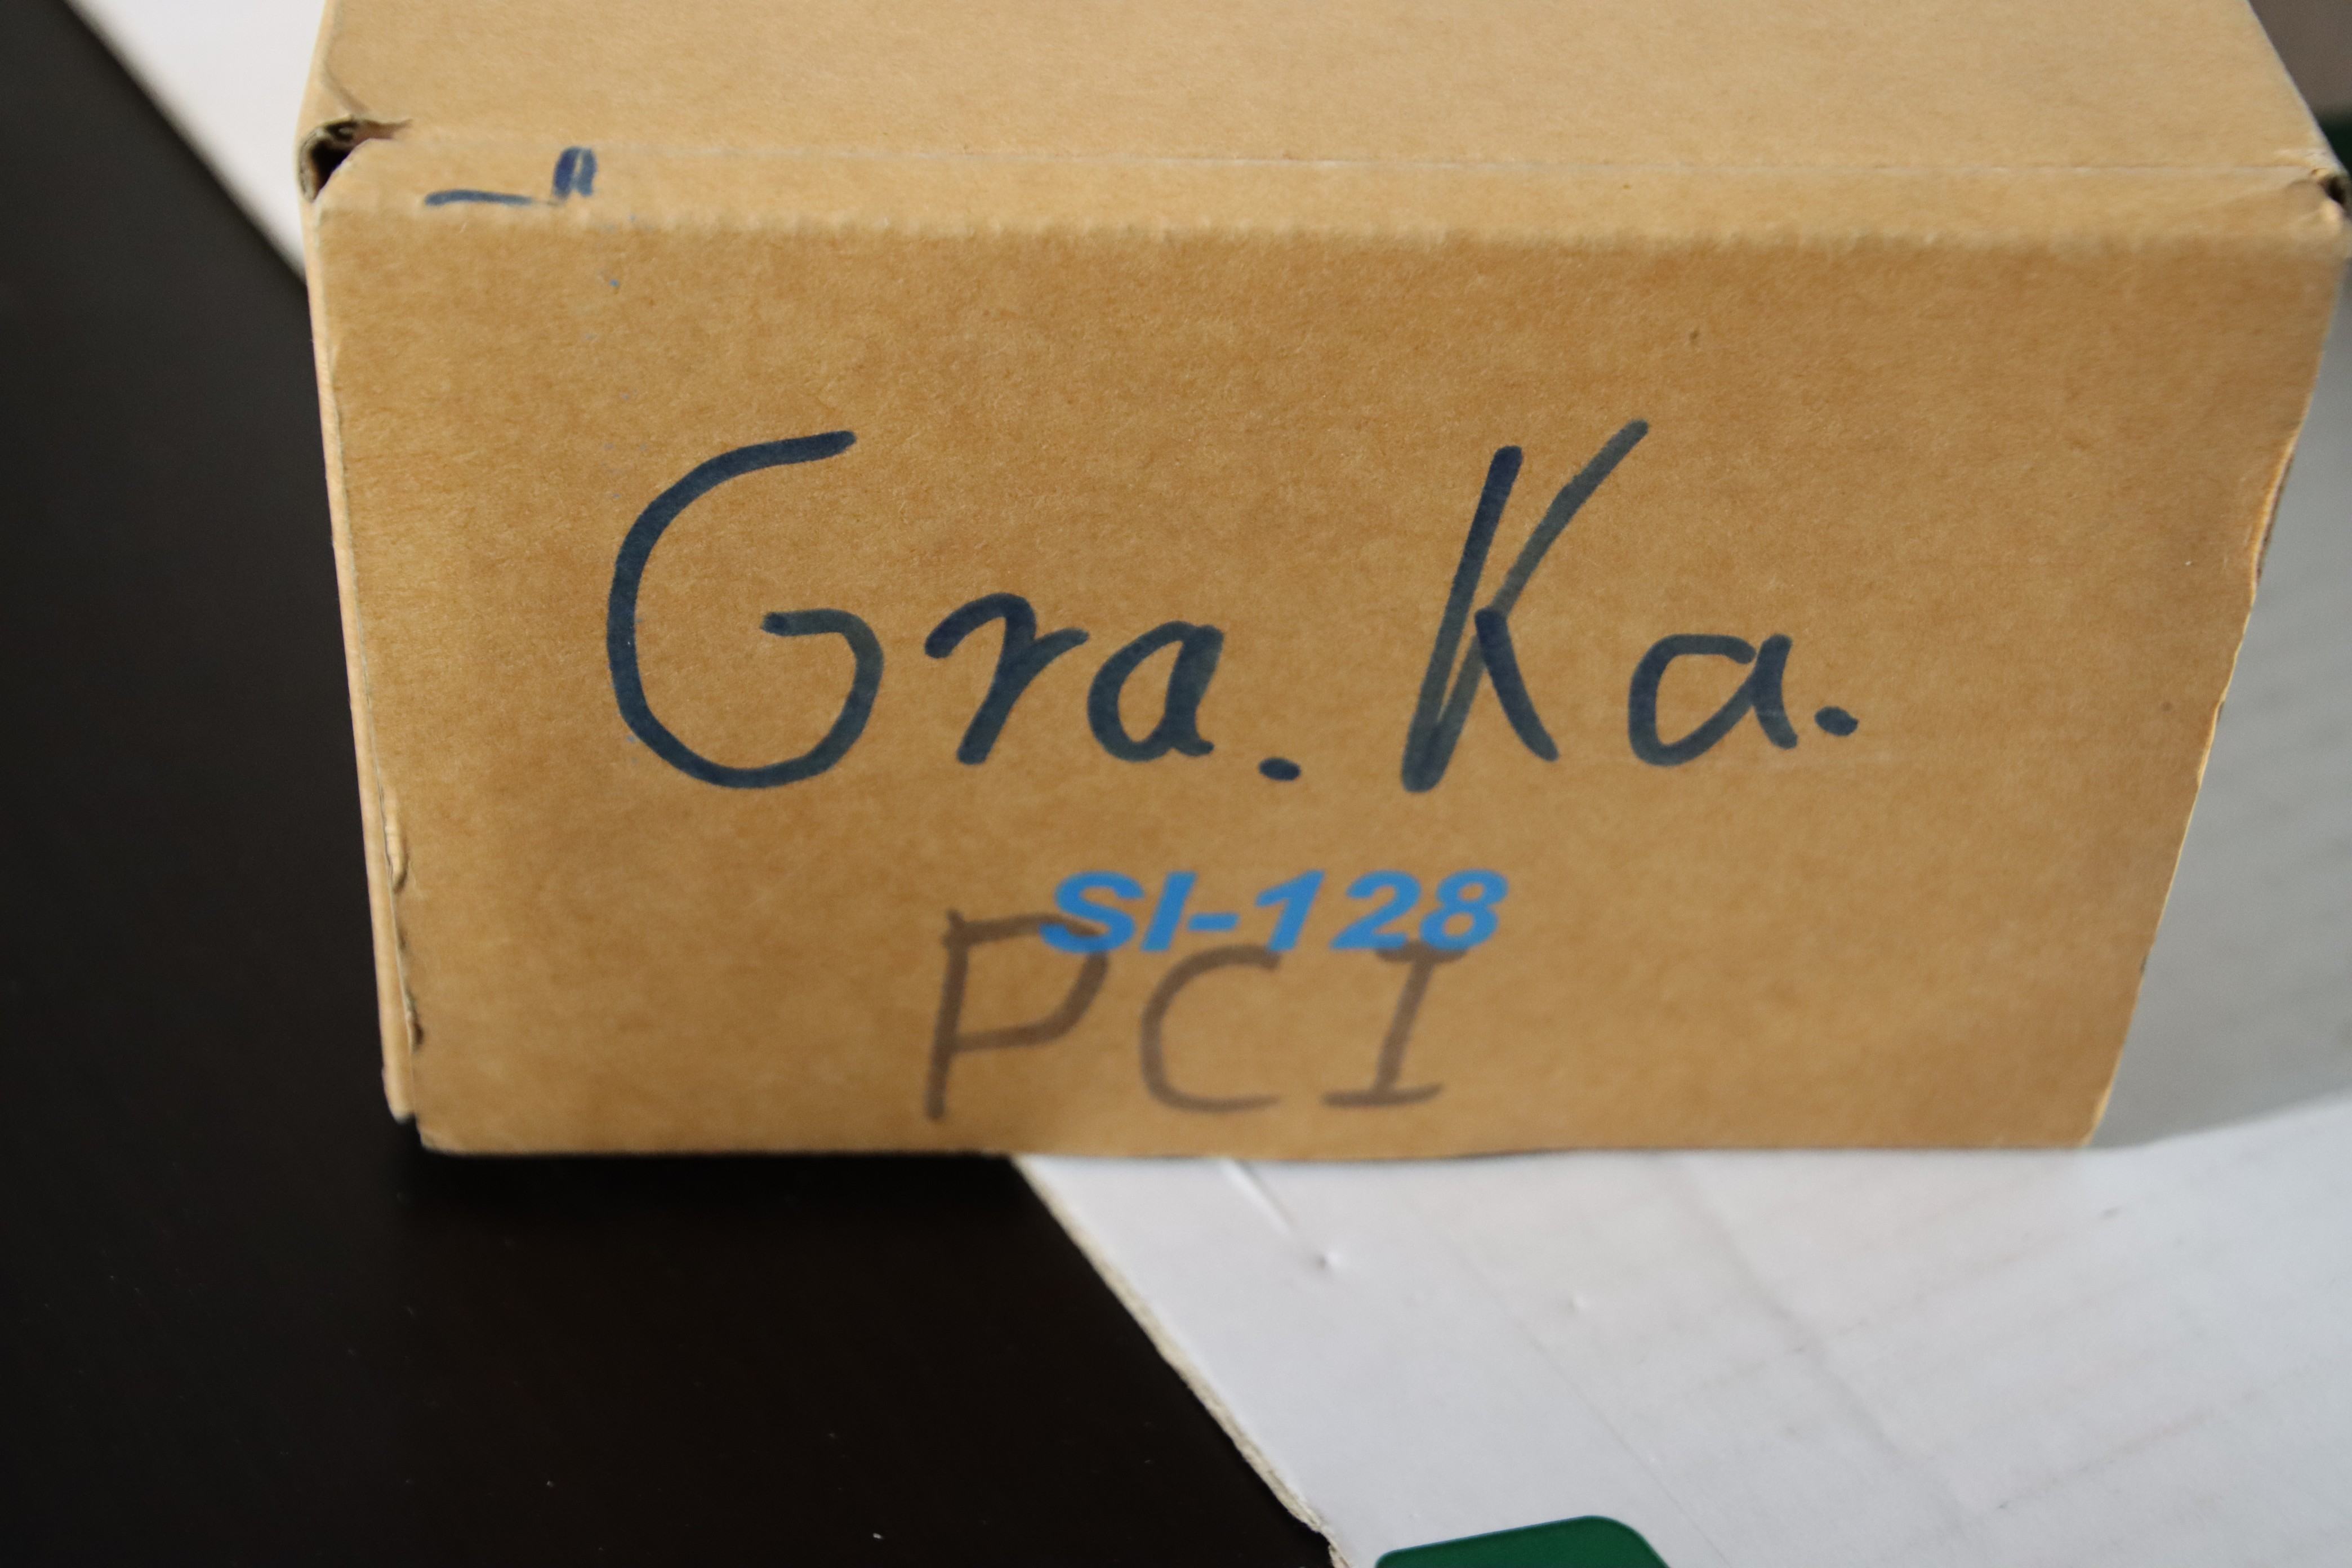 Gra. Ka.
SI-128
PCI